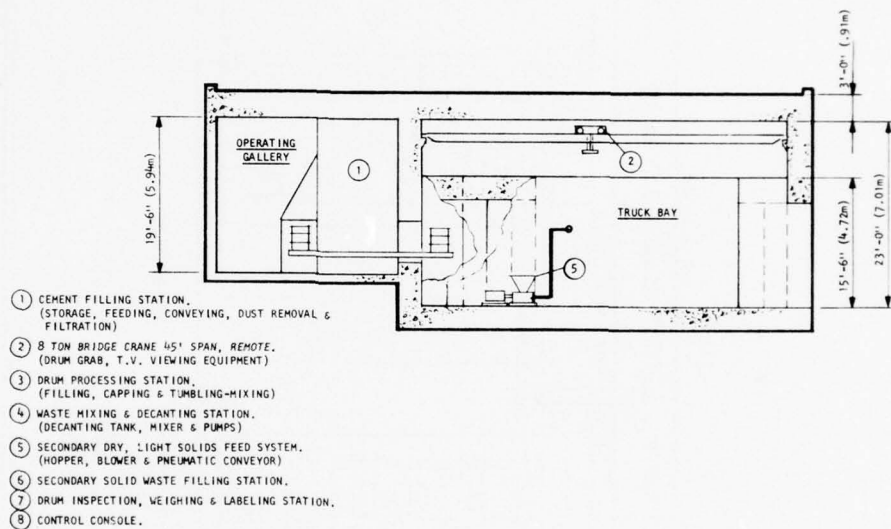 3'-0" (.91m)
OPERATING
GALLERY
1
2
19'-6" (5.94m)
TRUCK BAY
15'-6" (4.72m)
23'-0" (7.01m)
5
1 CEMENT FILLING STATION.
(STORAGE, FEEDING, CONVEYING, DUST REMOVAL &
FILTRATION)
2 8 TON BRIDGE CRANE 45' SPAN, REMOTE.
(DRUM GRAB, T.V. VIEWING EQUIPMENT)
3 DRUM PROCESSING STATION.
(FILLING, CAPPING & TUMBLING-MIXING)
4 WASTE MIXING & DECANTING STATION.
(DECANTING TANK, MIXER & PUMPS)
5 SECONDARY DRY, LIGHT SOLIDS FEED SYSTEM.
(HOPPER, BLOWER & PNEUMATIC CONVEYOR)
6 SECONDARY SOLID WASTE FILLING STATION.
7 DRUM INSPECTION, WEIGHING & LABELING STATION.
8 CONTROL CONSOLE.